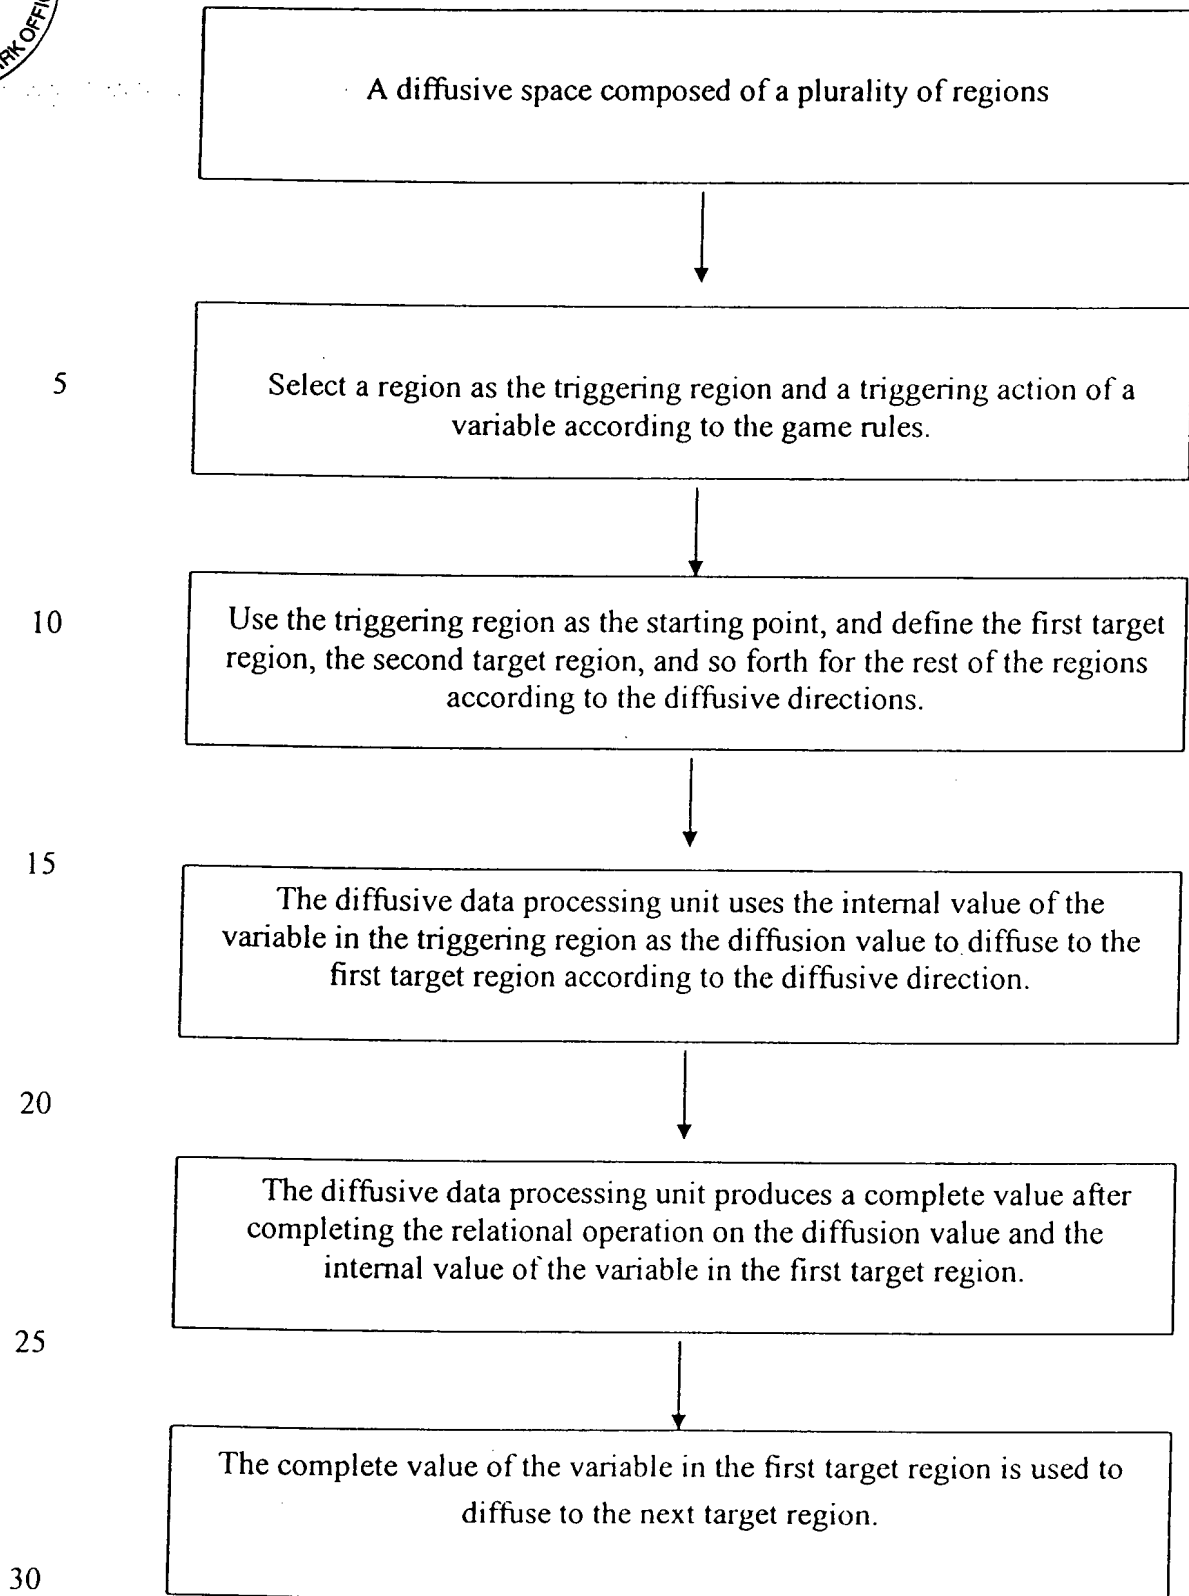 RK OFFIC
A diffusive space composed of a plurality of regions
5
Select a region as the triggering region and a triggering action of a
variable according to the game rules.
10
Use the triggering region as the starting point, and define the first target
region, the second target region, and so forth for the rest of the regions
according to the diffusive directions.
15
The diffusive data processing unit uses the internal value of the
variable in the triggering region as the diffusion value to diffuse to the
first target region according to the diffusive direction.
20
The diffusive data processing unit produces a complete value after
completing the relational operation on the diffusion value and the
internal value of the variable in the first target region.
25
The complete value of the variable in the first target region is used to
diffuse to the next target region.
30